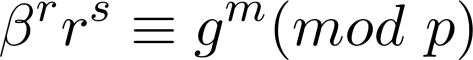 β^r r^s ≡ g^m (mod p)